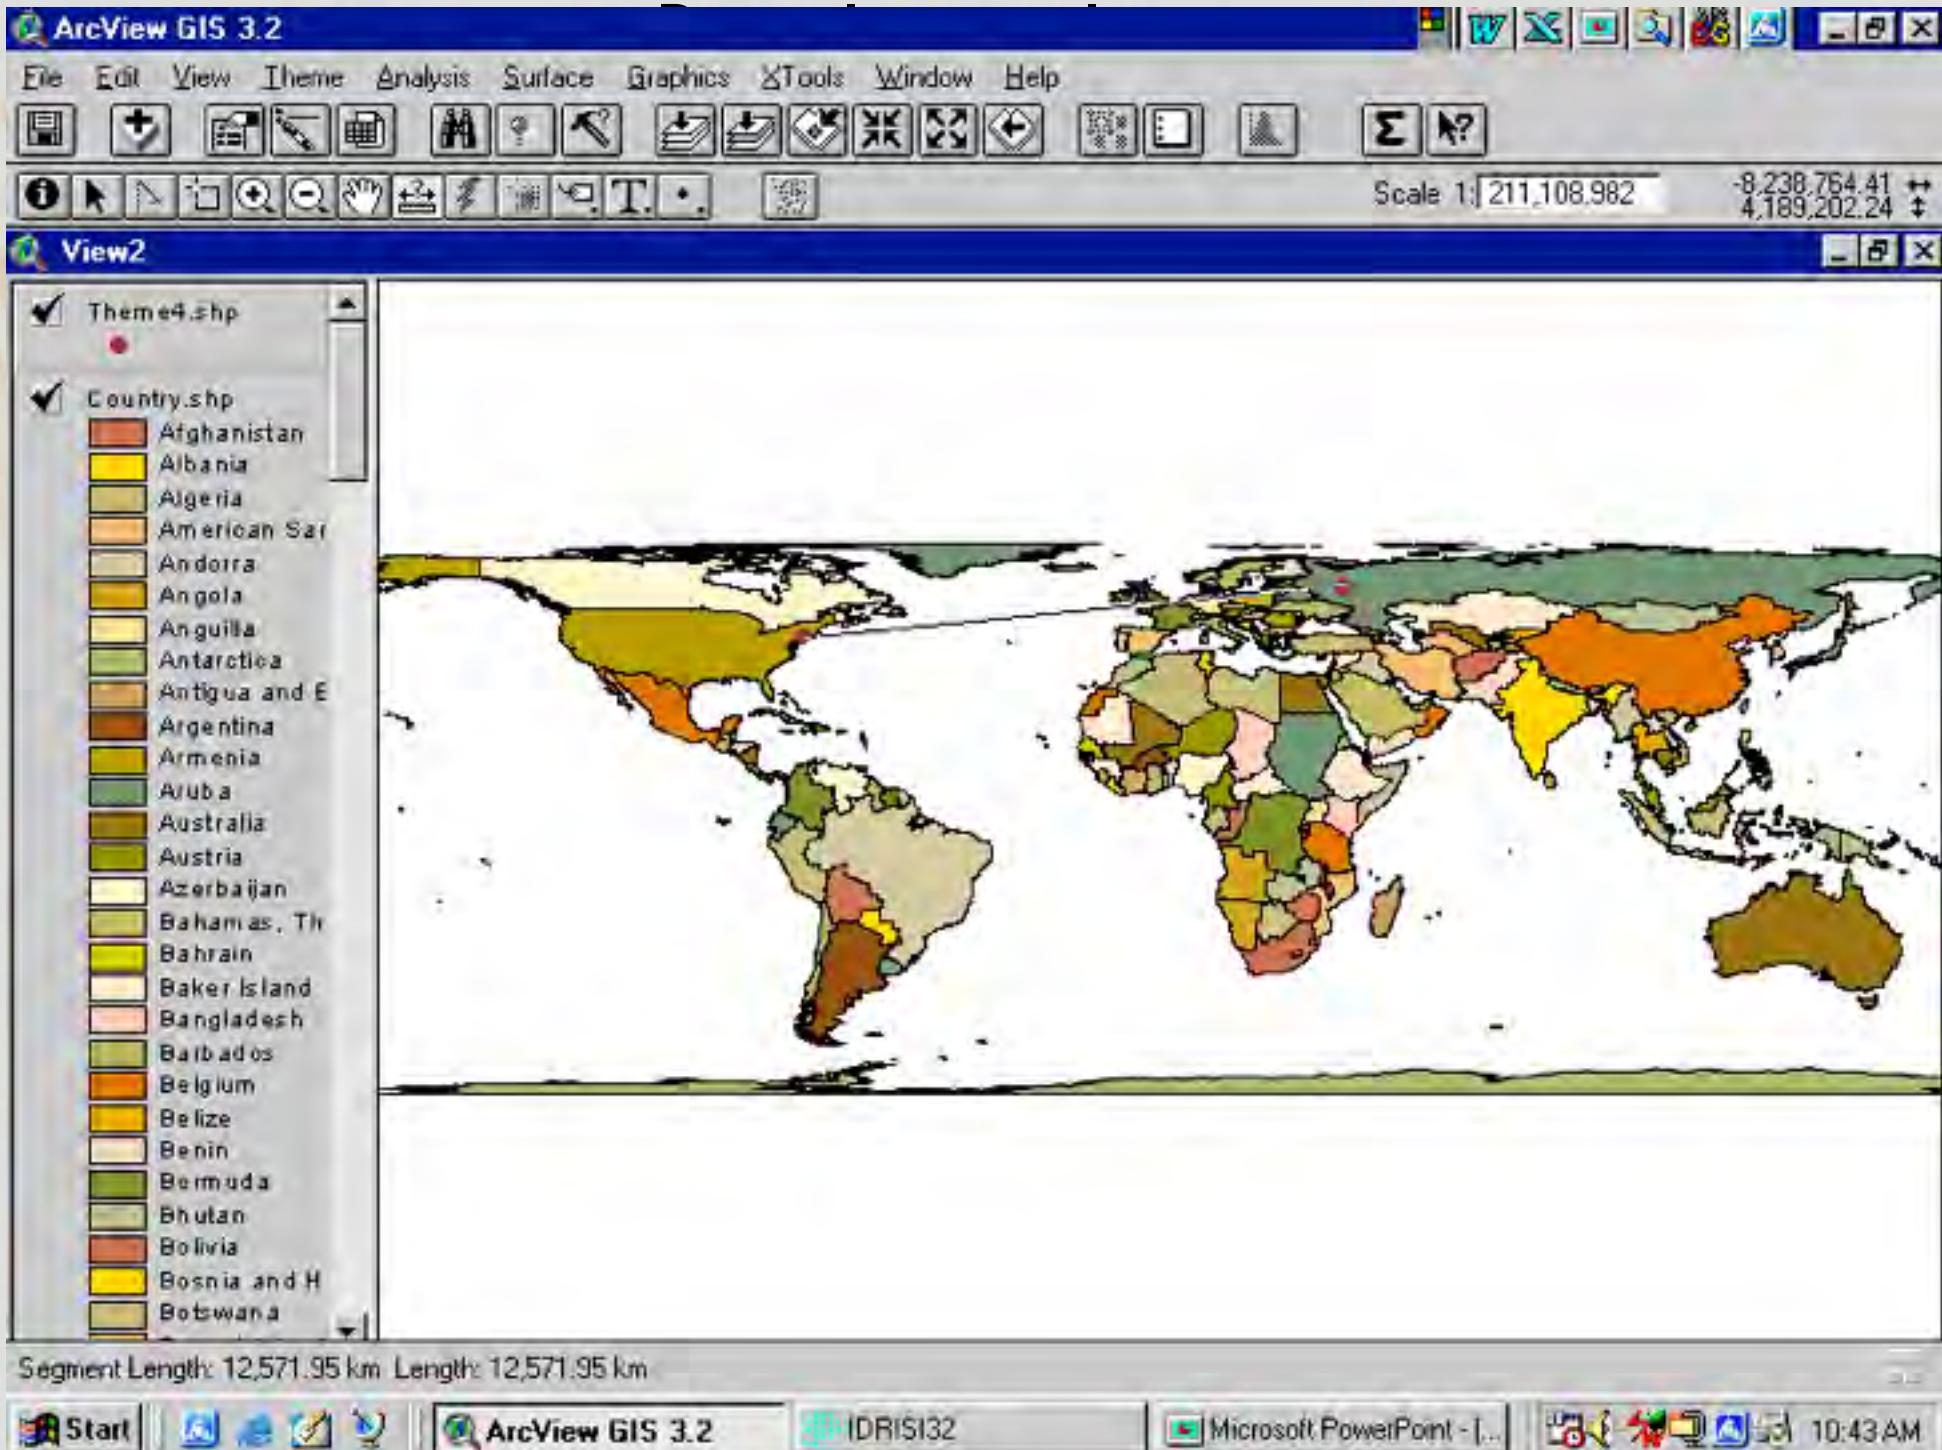 ArcView GIS 3.2
File Edit View Theme Analysis Surface Graphics XTools Window Help
Scale 1: 211,108,982
-8,238,764.41
4,189,202.24
View2
Theme4.shp
Country.shp
Afghanistan
Albania
Algeria
American Sar
Andorra
Angola
Anguilla
Antarctica
Antigua and E
Argentina
Armenia
Aruba
Australia
Austria
Azerbaijan
Bahamas, Th
Bahrain
Baker Island
Bangladesh
Barbados
Belgium
Belize
Benin
Bermuda
Bhutan
Bolivia
Bosnia and H
Botswana
Segment Length: 12,571.95 km Length: 12,571.95 km
Start ArcView GIS 3.2 IDRISI32 Microsoft PowerPoint - [... 10:43 AM